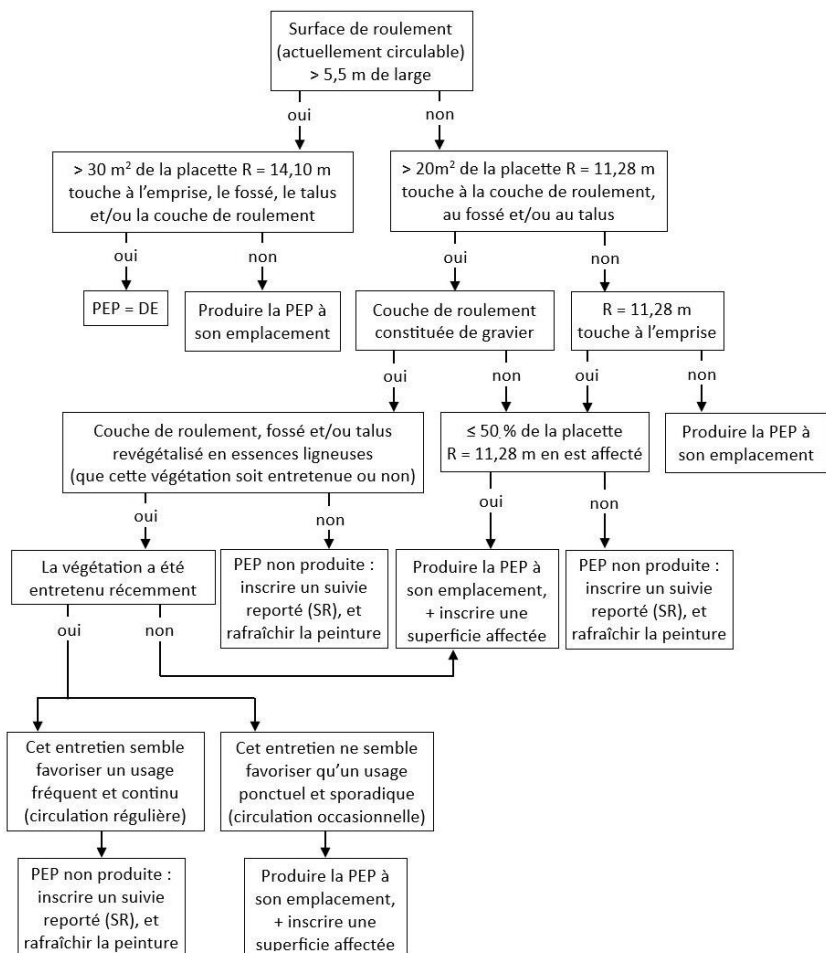 Surface de roulement
(actuellement circulable)
> 5,5 m de large
oui
non
> 30 m² de la placette R = 14,10 m
touche à l'emprise, le fossé, le talus
et/ou la couche de roulement
> 20m² de la placette R = 11,28 m
touche à la couche de roulement,
au fossé et/ou au talus
oui
non
oui
non
PEP = DE
Produire la PEP à
son emplacement
Couche de roulement
constituée de gravier
R = 11,28 m
touche à l'emprise
oui
non
oui
non
Couche de roulement, fossé et/ou talus
revégétalisé en essences ligneuses
(que cette végétation soit entretenue ou non)
≤ 50 % de la placette
R = 11,28 m en est affecté
Produire la PEP à
son emplacement
oui
non
oui
non
La végétation a été
entretenu récemment
PEP non produite :
inscrire un suivie
reporté (SR), et
rafraîchir la peinture
Produire la PEP à
son emplacement,
+ inscrire une
superficie affectée
PEP non produite :
inscrire un suivie
reporté (SR), et
rafraîchir la peinture
oui
non
Cet entretien semble
favoriser un usage
fréquent et continu
(circulation régulière)
Cet entretien ne semble
favoriser qu'un usage
ponctuel et sporadique
(circulation occasionnelle)
PEP non produite :
inscrire un suivie
reporté (SR), et
rafraîchir la peinture
Produire la PEP à
son emplacement,
+ inscrire une
superficie affectée